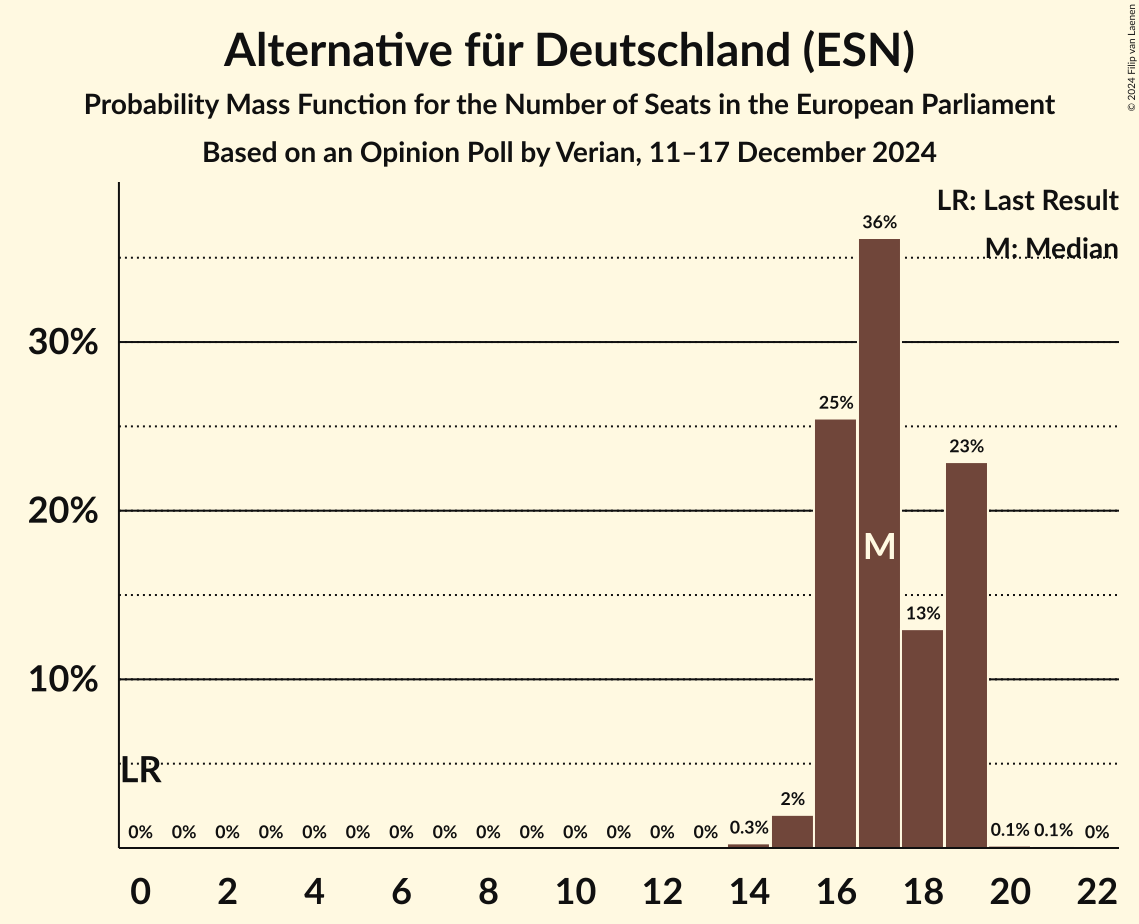 Alternative für Deutschland (ESN)
Probability Mass Function for the Number of Seats in the European Parliament
Based on an Opinion Poll by Verian, 11–17 December 2024
© 2024 Filip van Laenen
LR: Last Result
M: Median
36%
30%
25%
23%
20%
M
13%
10%
LR
2%
0% 0% 0% 0% 0% 0% 0% 0% 0% 0% 0% 0% 0% 0% 0.3% 0.1% 0.1% 0%
0 2 4 6 8 10 12 14 16 18 20 22